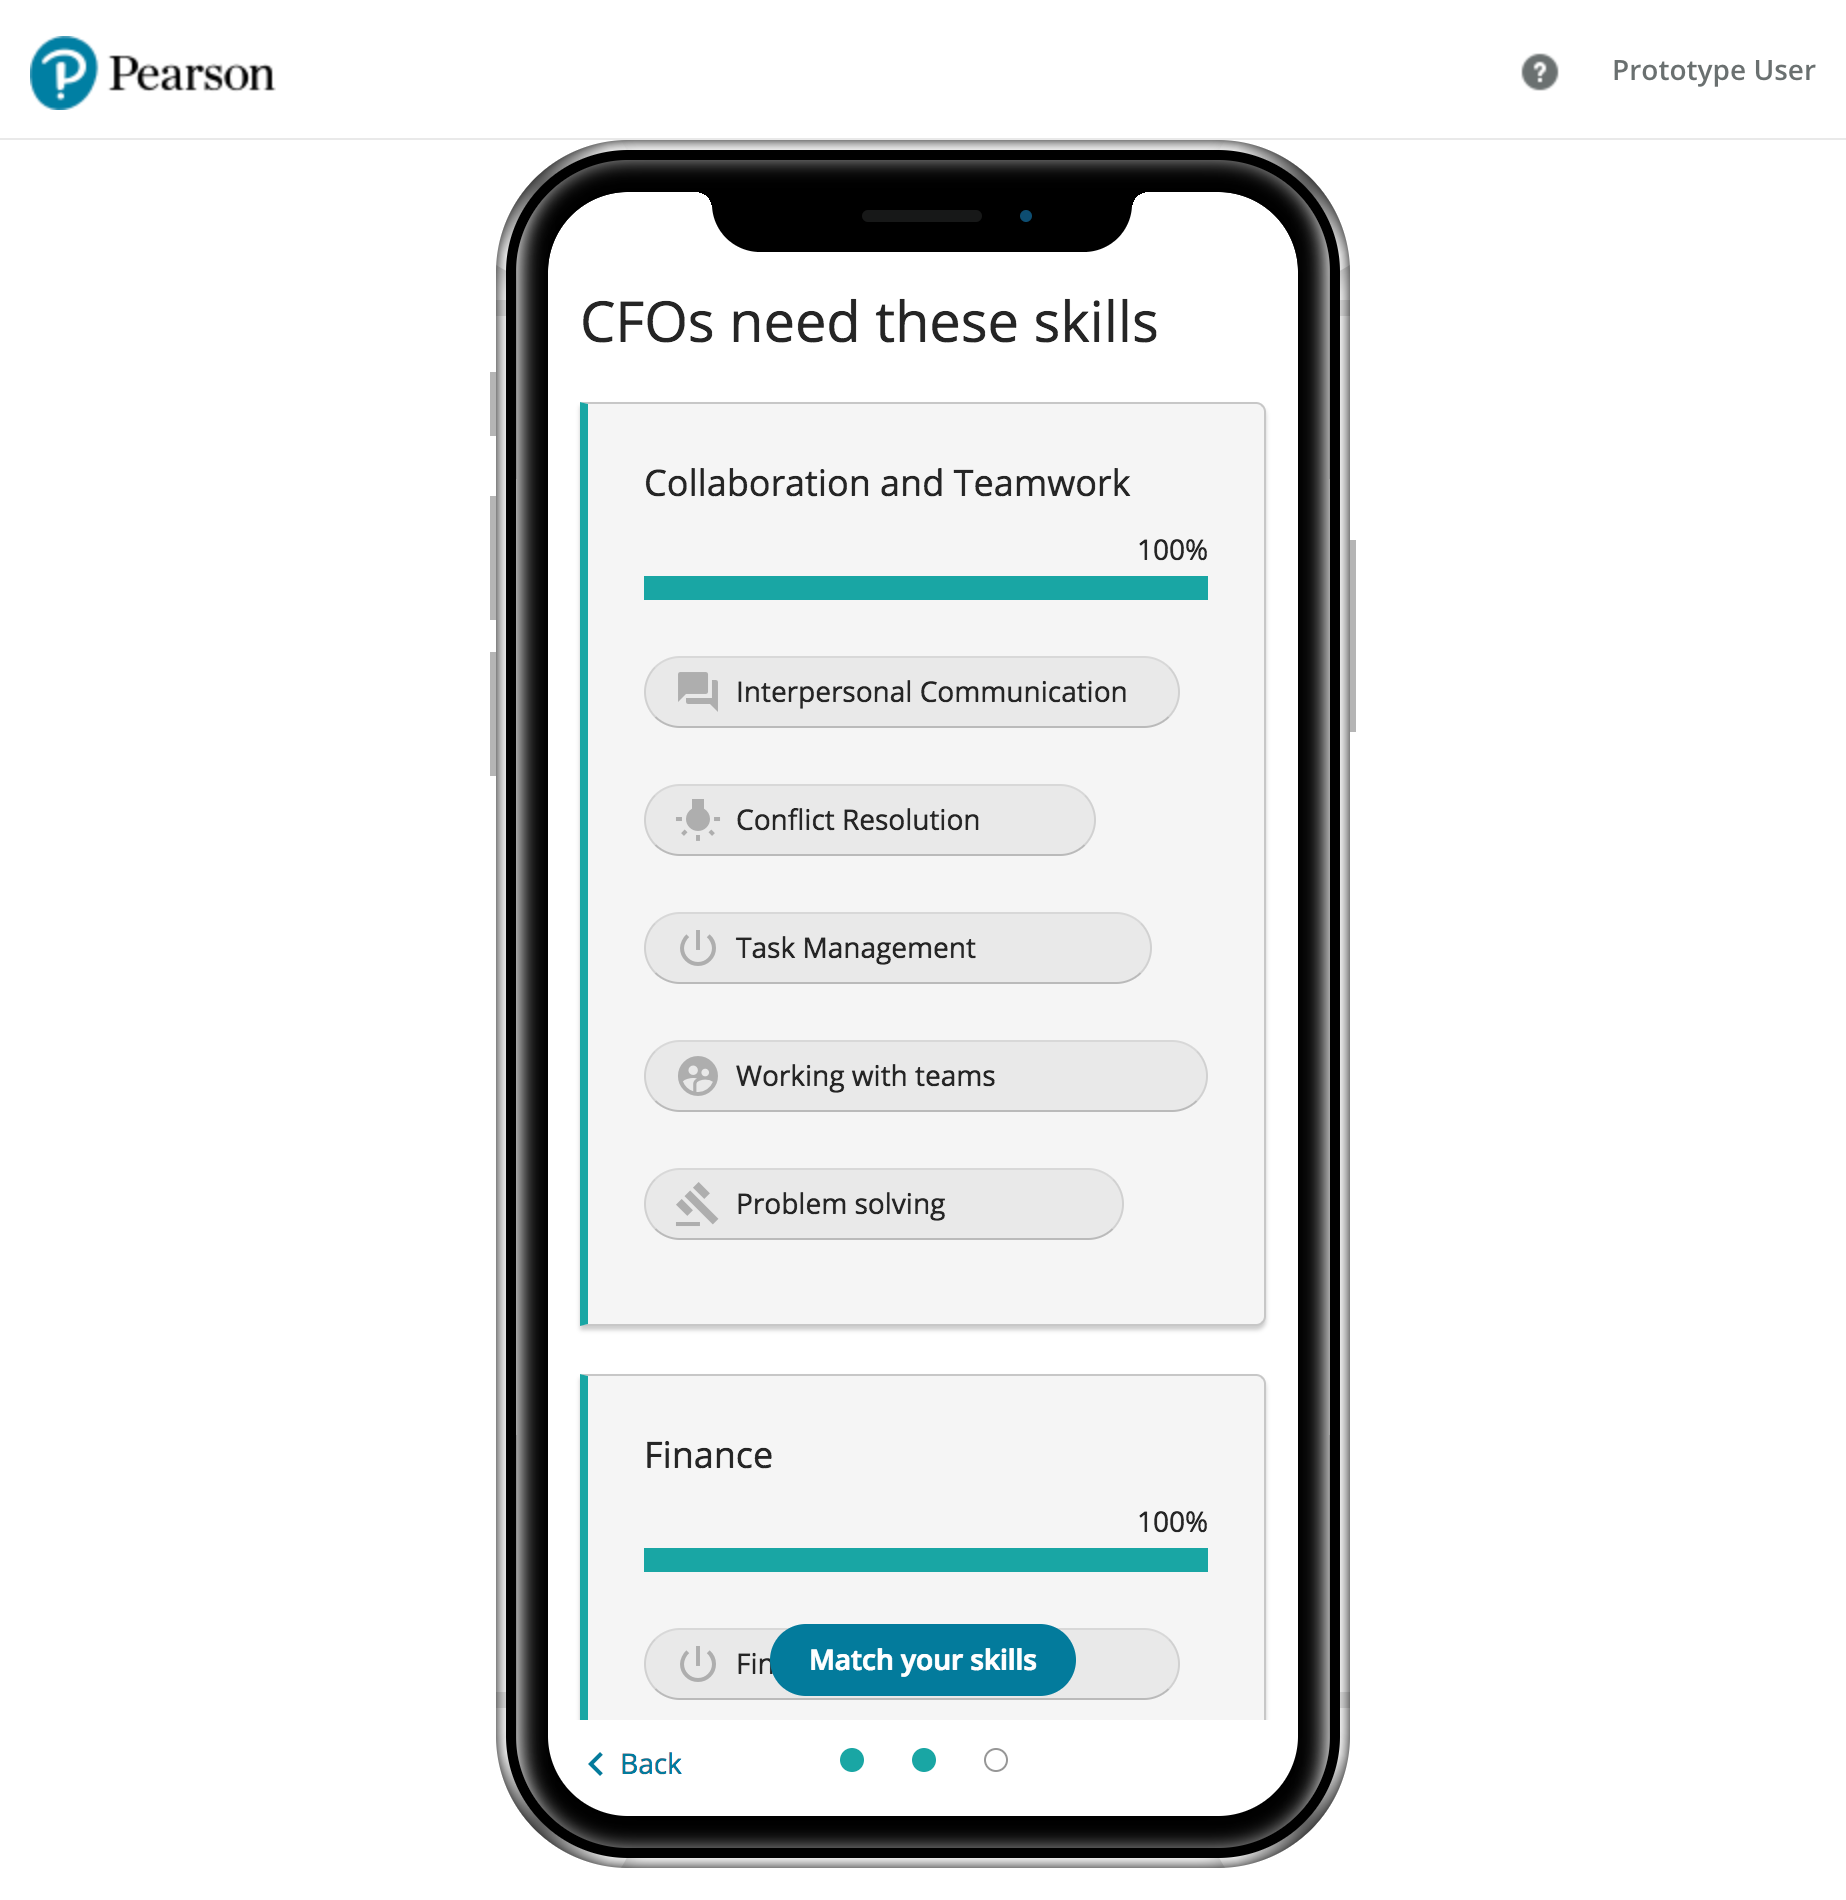 Pearson
? Prototype User
CFOs need these skills
Collaboration and Teamwork
100%
Interpersonal Communication
Conflict Resolution
Task Management
Working with teams
Problem solving
Finance
100%
Match your skills
Back